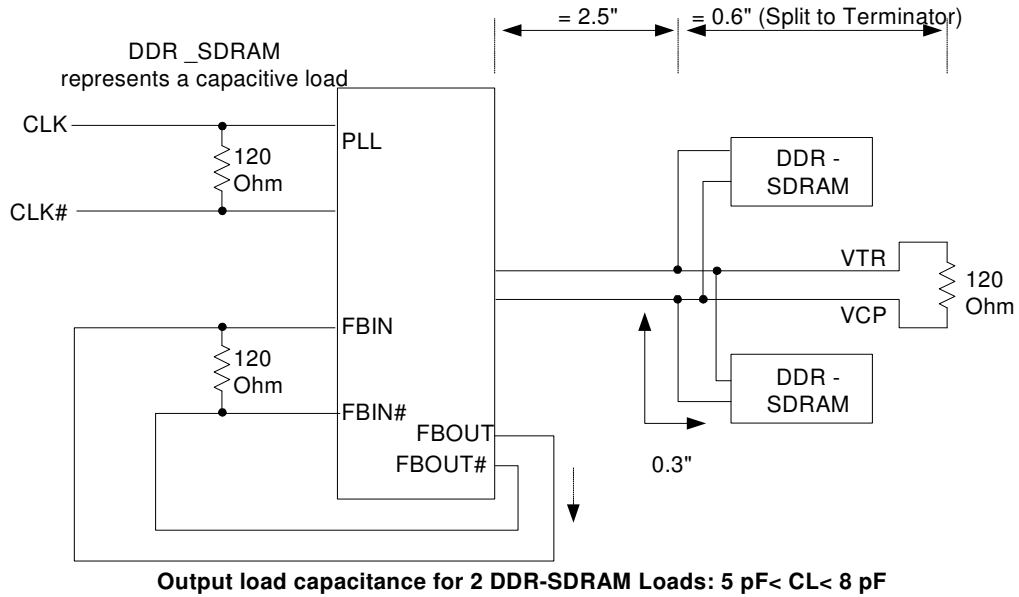 = 2.5"
= 0.6" (Split to Terminator)
DDR _SDRAM
represents a capacitive load
CLK
PLL
120
Ohm
CLK#
DDR -
SDRAM
VTR
120
Ohm
VCP
FBIN
120
Ohm
FBIN#
DDR -
SDRAM
FBOUT
FBOUT#
0.3"
Output load capacitance for 2 DDR-SDRAM Loads: 5 pF< CL< 8 pF